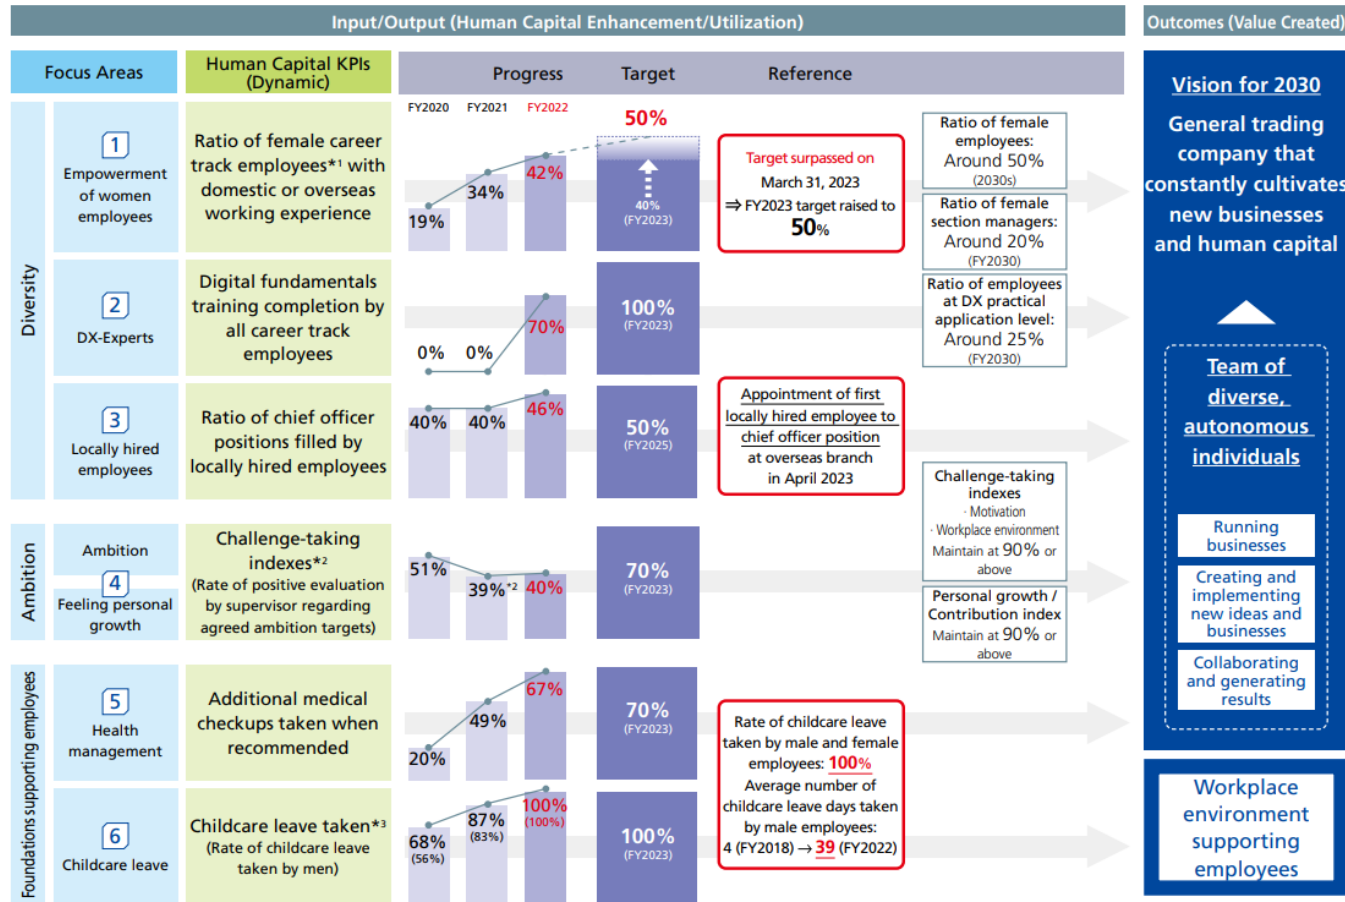 Input/Output (Human Capital Enhancement/Utilization)
Outcomes (Value Created)
Focus Areas
Human Capital KPIs
(Dynamic)
Progress
Target
Reference
FY2020
FY2021
FY2022
Diversity
1
Empowerment
of women
employees
Ratio of female career
track employees*1 with
domestic or overseas
working experience
19%
34%
42%
50%
40%
(FY2023)
Target surpassed on
March 31, 2023
⇒ FY2023 target raised to
50%
Ratio of female
employees:
Around 50%
(2030s)
Ratio of female
section managers:
Around 20%
(FY2030)
2
DX-Experts
Digital fundamentals
training completion by
all career track
employees
0%
0%
70%
100%
(FY2023)
Ratio of employees
at DX practical
application level:
Around 25%
(FY2030)
3
Locally hired
employees
Ratio of chief officer
positions filled by
locally hired employees
40%
40%
46%
50%
(FY2025)
Appointment of first
locally hired employee to
chief officer position
at overseas branch
in April 2023
Ambition
Ambition
4
Feeling personal
growth
Challenge-taking
indexes*2
(Rate of positive evaluation
by supervisor regarding
agreed ambition targets)
51%
39%*2
40%
70%
(FY2023)
Challenge-taking
indexes
· Motivation
· Workplace environment
Maintain at 90% or
above
Personal growth /
Contribution index
Maintain at 90% or
above
Foundations supporting employees
5
Health
management
Additional medical
checkups taken when
recommended
20%
49%
67%
70%
(FY2023)
6
Childcare leave
Childcare leave taken*3
(Rate of childcare leave
taken by men)
68%
(56%)
87%
(83%)
100%
(100%)
100%
(FY2023)
Rate of childcare leave
taken by male and female
employees: 100%
Average number of
childcare leave days taken
by male employees:
4 (FY2018) → 39 (FY2022)
Vision for 2030
General trading
company that
constantly cultivates
new businesses
and human capital
Team of
diverse,
autonomous
individuals
Running
businesses
Creating and
implementing
new ideas and
businesses
Collaborating
and generating
results
Workplace
environment
supporting
employees